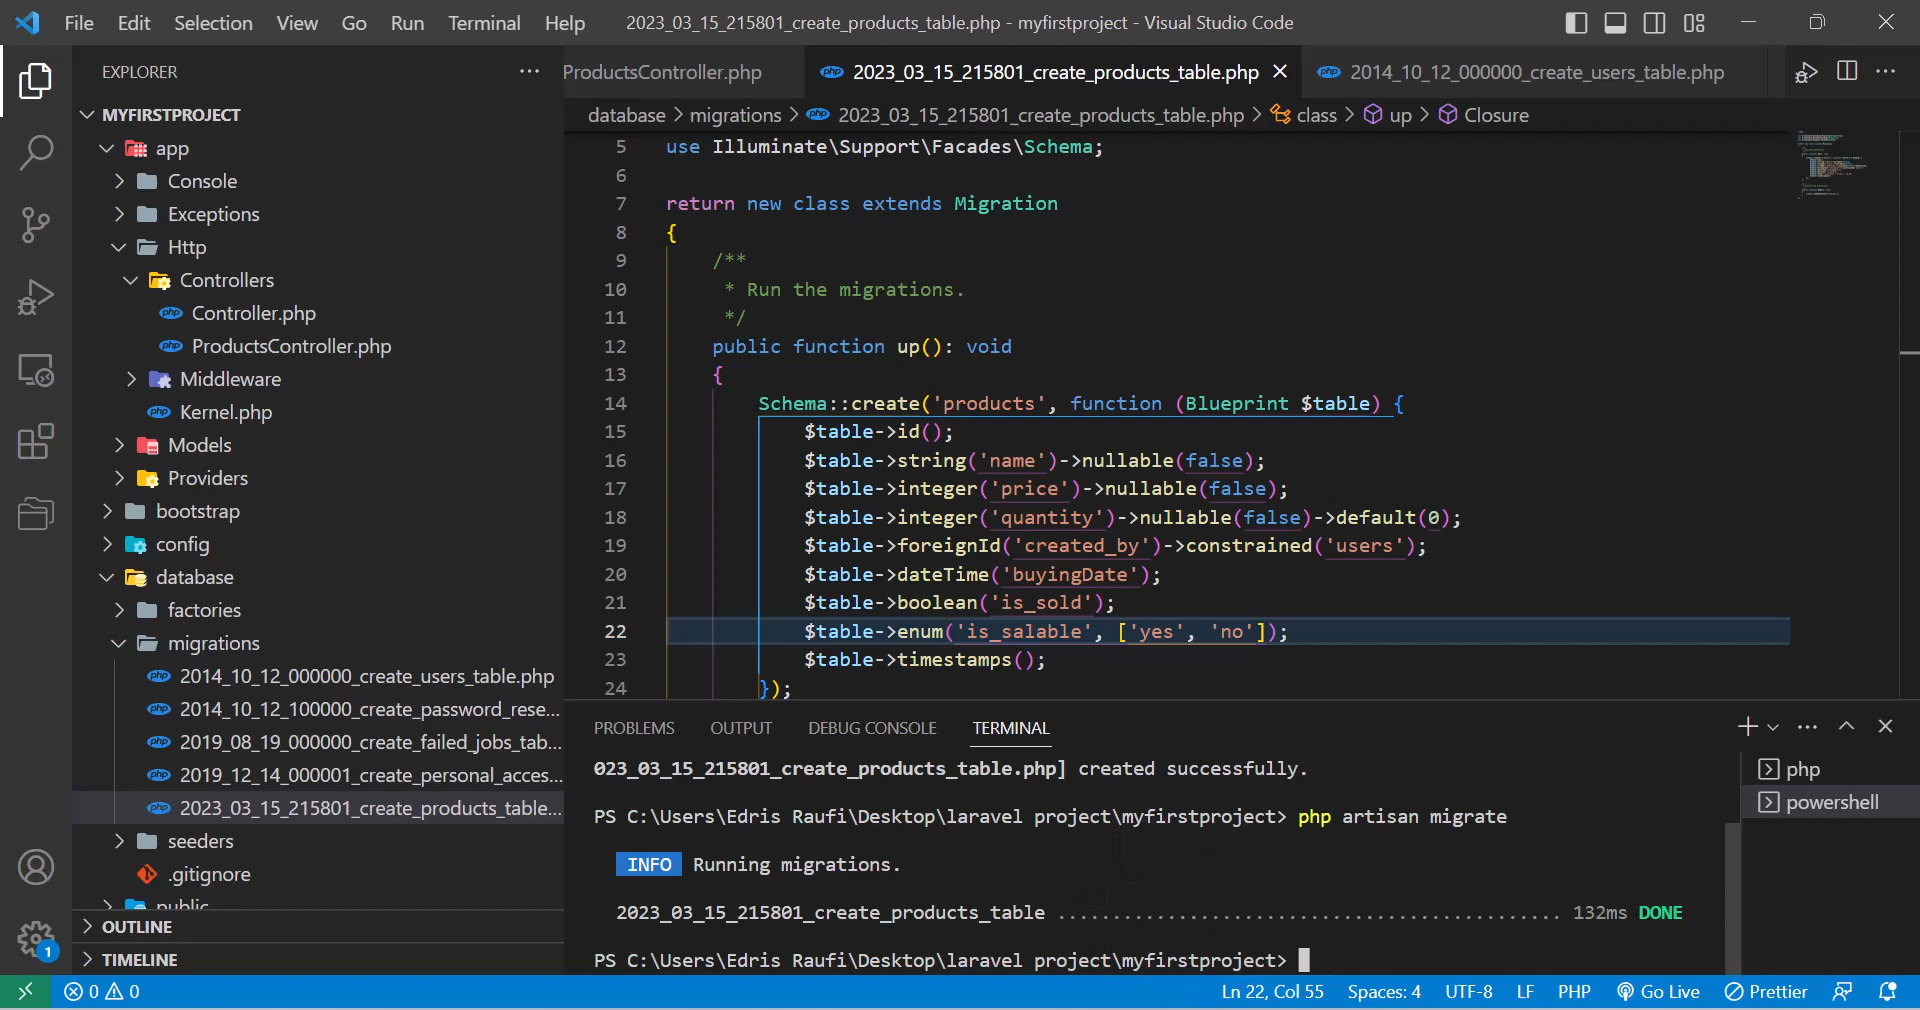 File Edit Selection View Go Run Terminal Help 2023_03_15_215801_create_products_table.php - myfirstproject - Visual Studio Code
EXPLORER
ProductsController.php 2023_03_15_215801_create_products_table.php 2014_10_12_000000_create_users_table.php
database > migrations > 2023_03_15_215801_create_products_table.php > class > up > Closure
MYFIRSTPROJECT
app
Console
Exceptions
Http
Controllers
Controller.php
ProductsController.php
Middleware
Kernel.php
Models
Providers
bootstrap
config
database
factories
migrations
2014_10_12_000000_create_users_table.php
2014_10_12_100000_create_password_rese...
2019_08_19_000000_create_failed_jobs_tab...
2019_12_14_000001_create_personal_acces...
2023_03_15_215801_create_products_table...
seeders
.gitignore
public
OUTLINE
TIMELINE
5 use Illuminate\Support\Facades\Schema;
6
7 return new class extends Migration
8 {
9 /**
10 * Run the migrations.
11 */
12 public function up(): void
13 {
14 Schema::create('products', function (Blueprint $table) {
15 $table->id();
16 $table->string('name')->nullable(false);
17 $table->integer('price')->nullable(false);
18 $table->integer('quantity')->nullable(false)->default(0);
19 $table->foreignId('created_by')->constrained('users');
20 $table->dateTime('buyingDate');
21 $table->boolean('is_sold');
22 $table->enum('is_salable', ['yes', 'no']);
23 $table->timestamps();
24 });
PROBLEMS OUTPUT DEBUG CONSOLE TERMINAL
023_03_15_215801_create_products_table.php] created successfully.
PS C:\Users\Edris Raufi\Desktop\laravel project\myfirstproject> php artisan migrate
INFO Running migrations.
2023_03_15_215801_create_products_table .............................................. 132ms DONE
PS C:\Users\Edris Raufi\Desktop\laravel project\myfirstproject>
php
powershell
1
0 0 Ln 22, Col 55 Spaces: 4 UTF-8 LF PHP Go Live Prettier